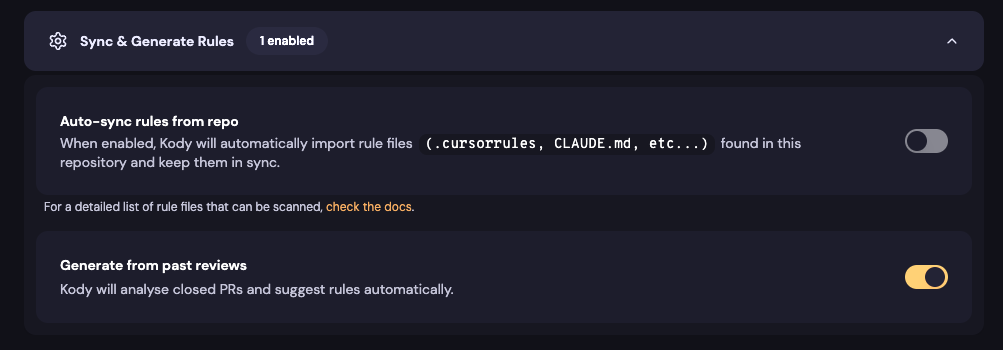 Sync & Generate Rules 1 enabled
Auto-sync rules from repo
When enabled, Kody will automatically import rule files (.cursorrules, CLAUDE.md, etc...) found in this
repository and keep them in sync.
For a detailed list of rule files that can be scanned, check the docs.
Generate from past reviews
Kody will analyse closed PRs and suggest rules automatically.